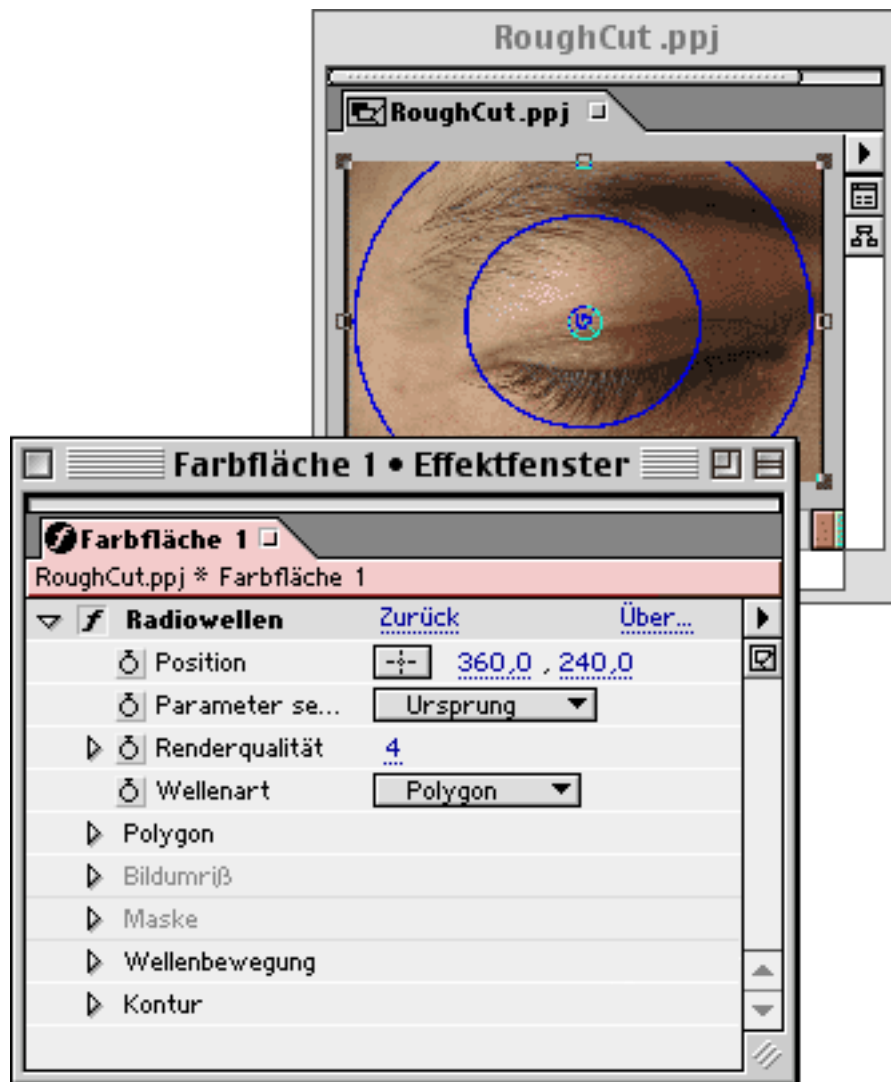 RoughCut .ppj
RoughCut.ppj
Farbfläche 1 • Effektfenster
Farbfläche 1
RoughCut.ppj * Farbfläche 1
Radiowellen Zurück Über...
Position 360,0 , 240,0
Parameter se... Ursprung
Renderqualität 4
Wellenart Polygon
Polygon
Bildumriß
Maske
Wellenbewegung
Kontur